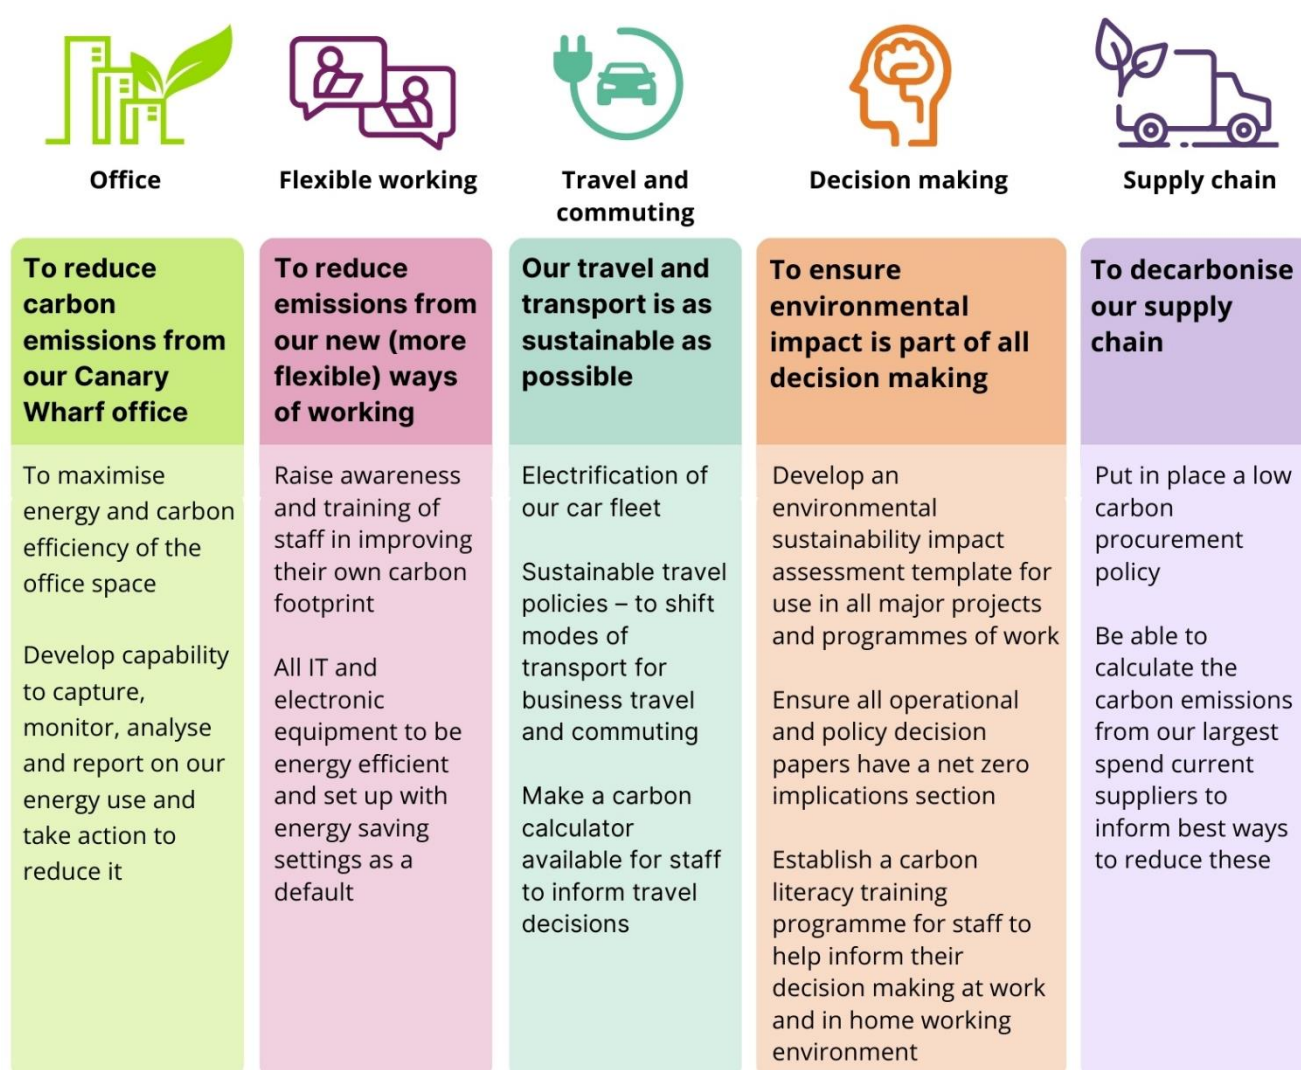 Office
To reduce
carbon
emissions from
our Canary
Wharf office
To maximise
energy and carbon
efficiency of the
office space
Develop capability
to capture,
monitor, analyse
and report on our
energy use and
take action to
reduce it
Flexible working
To reduce
emissions from
our new (more
flexible) ways
of working
Raise awareness
and training of
staff in improving
their own carbon
footprint
All IT and
electronic
equipment to be
energy efficient
and set up with
energy saving
settings as a
default
Travel and
commuting
Our travel and
transport is as
sustainable as
possible
Electrification of
our car fleet
Sustainable travel
policies – to shift
modes of
transport for
business travel
and commuting
Make a carbon
calculator
available for staff
to inform travel
decisions
Decision making
To ensure
environmental
impact is part of all
decision making
Develop an
environmental
sustainability impact
assessment template for
use in all major projects
and programmes of work
Ensure all operational
and policy decision
papers have a net zero
implications section
Establish a carbon
literacy training
programme for staff to
help inform their
decision making at work
and in home working
environment
Supply chain
To decarbonise
our supply
chain
Put in place a low
carbon
procurement
policy
Be able to
calculate the
carbon emissions
from our largest
spend current
suppliers to
inform best ways
to reduce these